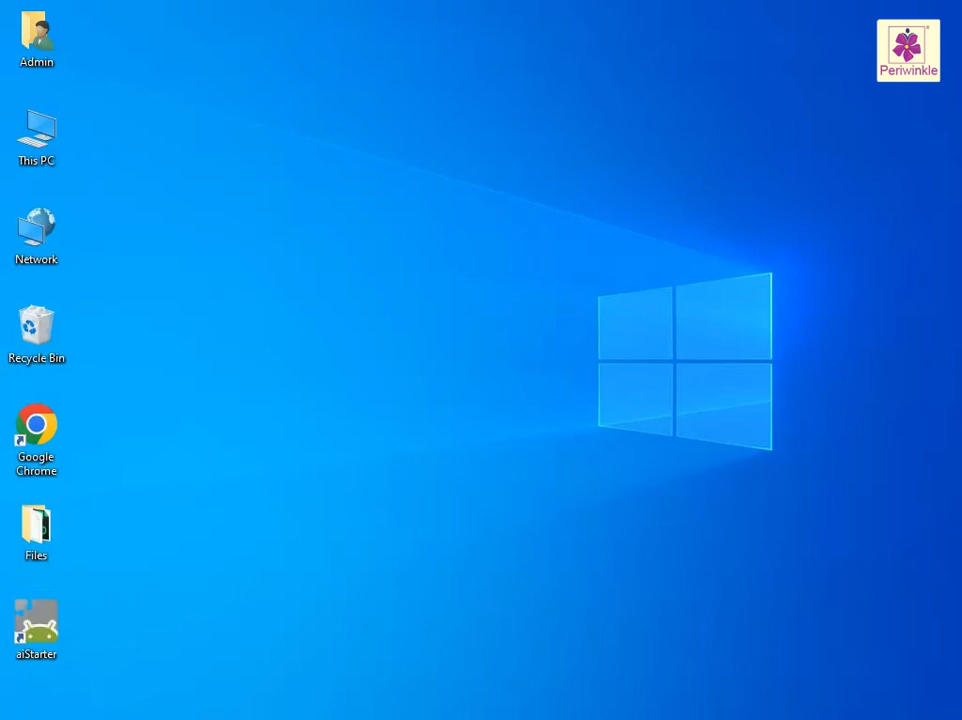 Admin
Periwinkle
This PC
Network
Recycle Bin
Google
Chrome
Files
aiStarter